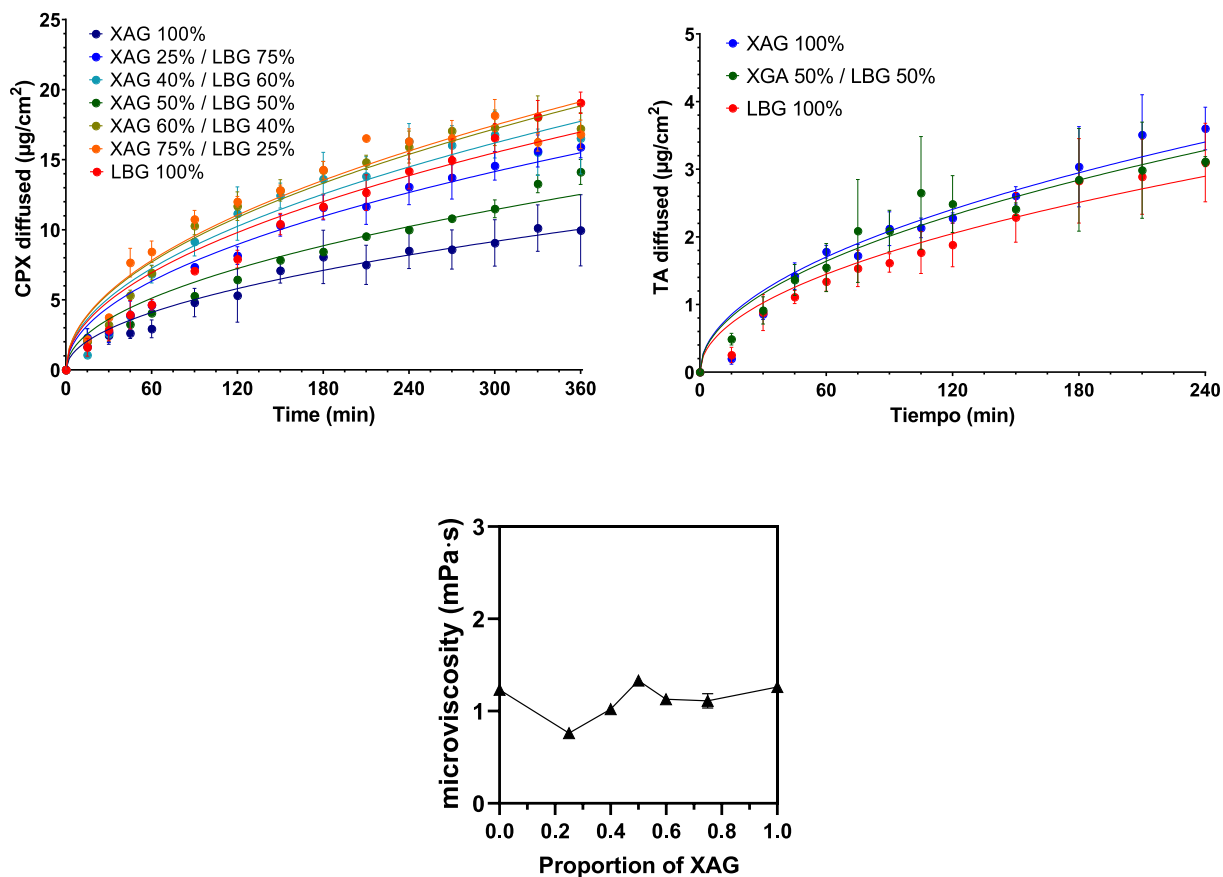 25
20
15
10
5
0
CPX diffused (µg/cm²)
XAG 100%
XAG 25% / LBG 75%
XAG 40% / LBG 60%
XAG 50% / LBG 50%
XAG 60% / LBG 40%
XAG 75% / LBG 25%
LBG 100%
0 60 120 180 240 300 360
Time (min)
5
4
3
2
1
0
TA diffused (µg/cm²)
XAG 100%
XGA 50% / LBG 50%
LBG 100%
0 60 120 180 240
Tiempo (min)
3
2
1
0
microviscosity (mPa·s)
0.0 0.2 0.4 0.6 0.8 1.0
Proportion of XAG